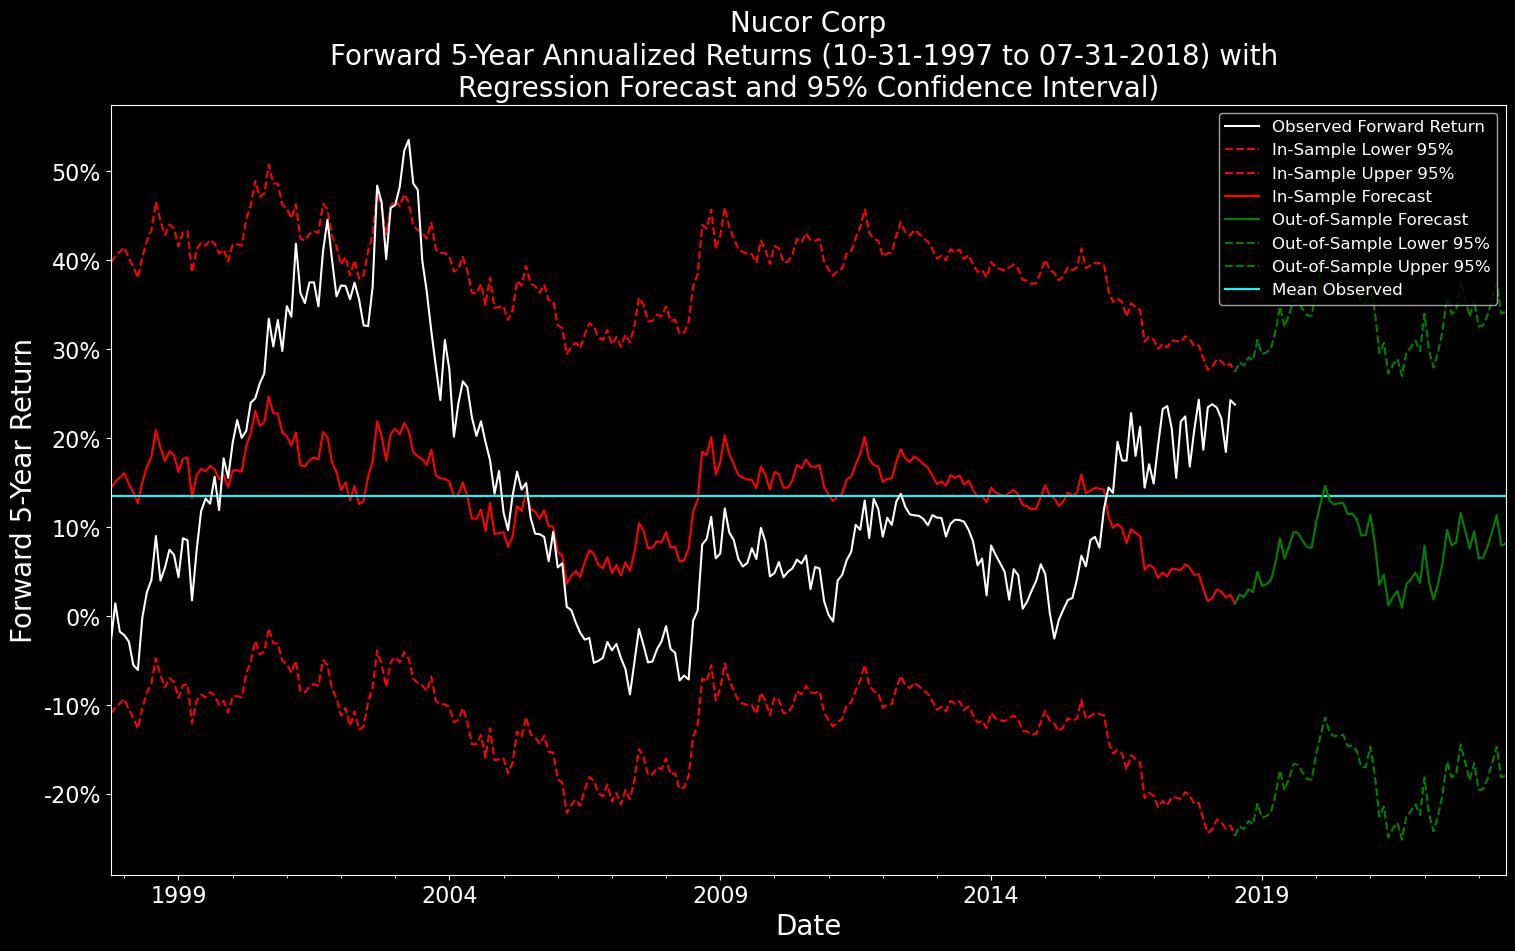 Nucor Corp
Forward 5-Year Annualized Returns (10-31-1997 to 07-31-2018) with
Regression Forecast and 95% Confidence Interval)
Observed Forward Return
In-Sample Lower 95%
In-Sample Upper 95%
In-Sample Forecast
Out-of-Sample Forecast
Out-of-Sample Lower 95%
Out-of-Sample Upper 95%
Mean Observed
Forward 5-Year Return
50%
40%
30%
20%
10%
0%
-10%
-20%
1999
2004
2009
2014
2019
Date